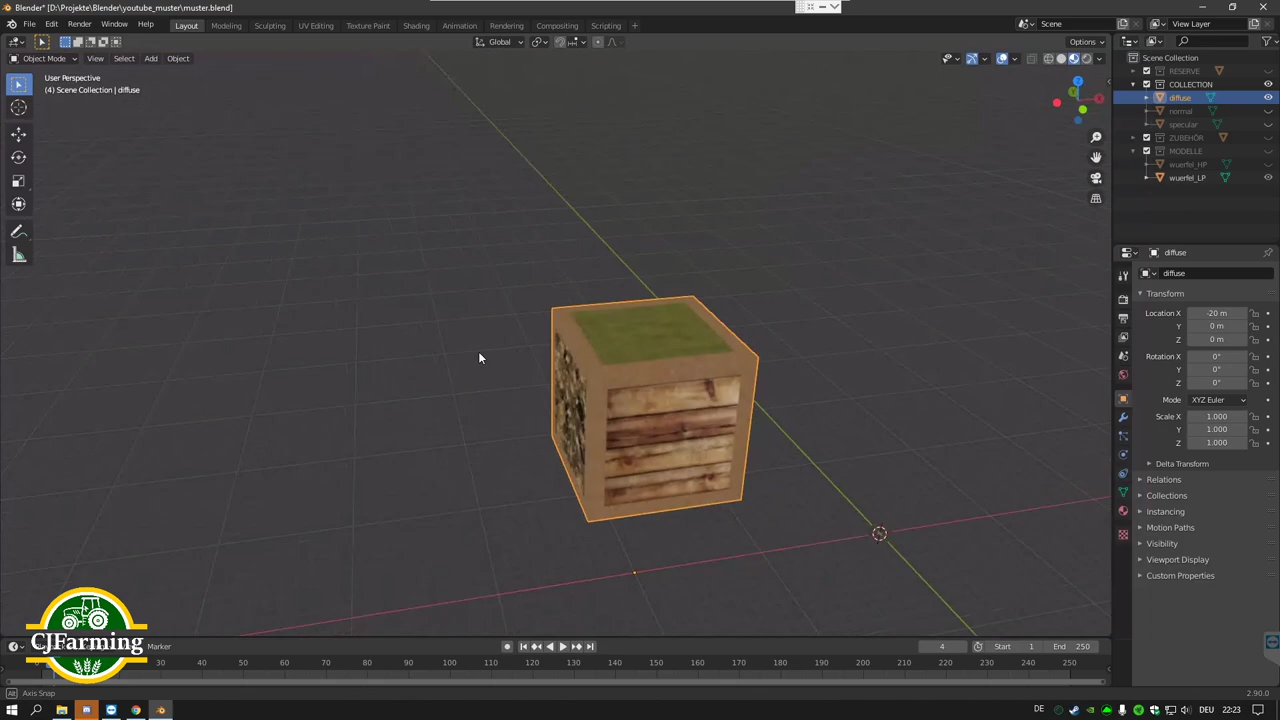 Blender* [D:\Projekte\Blender\youtube_muster\muster.blend]
File Edit Render Window Help Layout Modeling Sculpting UV Editing Texture Paint Shading Animation Rendering Compositing Scripting + Scene View Layer
Global Options
Object Mode View Select Add Object
User Perspective
(4) Scene Collection | diffuse
Scene Collection
RESERVE
COLLECTION
diffuse
normal
specular
ZUBEHÖR
MODELLE
wuerfel_HP
wuerfel_LP
diffuse
diffuse
Transform
Location X -20 m
Y 0 m
Z 0 m
Rotation X 0°
Y 0°
Z 0°
Mode XYZ Euler
Scale X 1.000
Y 1.000
Z 1.000
Delta Transform
Relations
Collections
Instancing
Motion Paths
Visibility
Viewport Display
Custom Properties
CJFarming
Marker 4 Start 1 End 250
20 30 40 50 60 70 80 90 100 110 120 130 140 150 160 170 180 190 200 210 220 230 240 250
Axis Snap 2.90.0
DE DEU 22:23